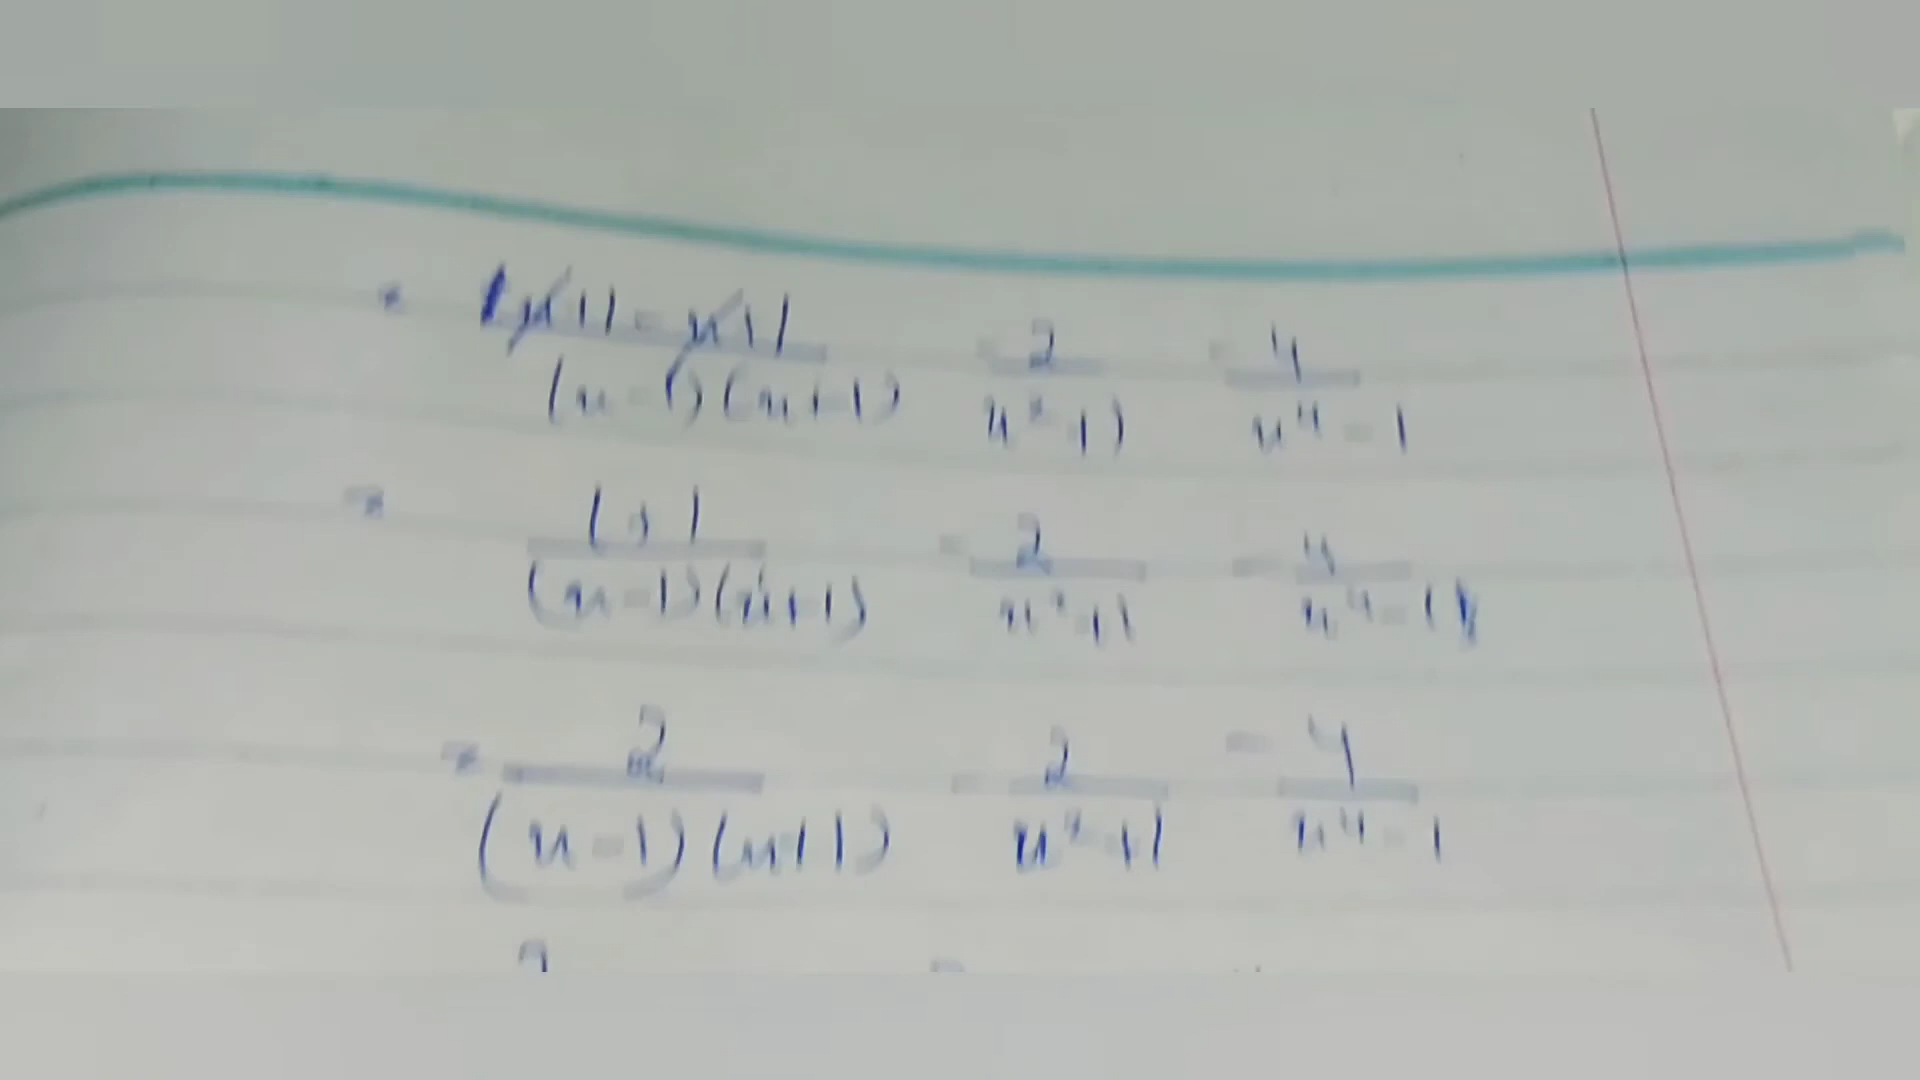 = x+1-x+1 / (x-1)(x+1) - 2 / x²+1) - 4 / x⁴-1
= 1+1 / (x-1)(x+1) - 2 / x²+1 - 4 / x⁴-1
= 2 / (x-1)(x+1) - 2 / x²+1 - 4 / x⁴-1